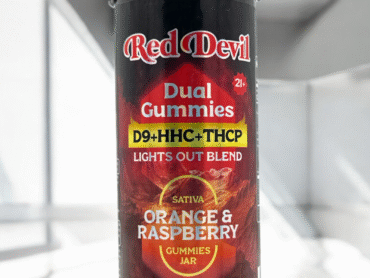 Red Devil
21+
Dual
Gummies
D9+HHC+THCP
LIGHTS OUT BLEND
SATIVA
ORANGE &
RASPBERRY
GUMMIES
JAR